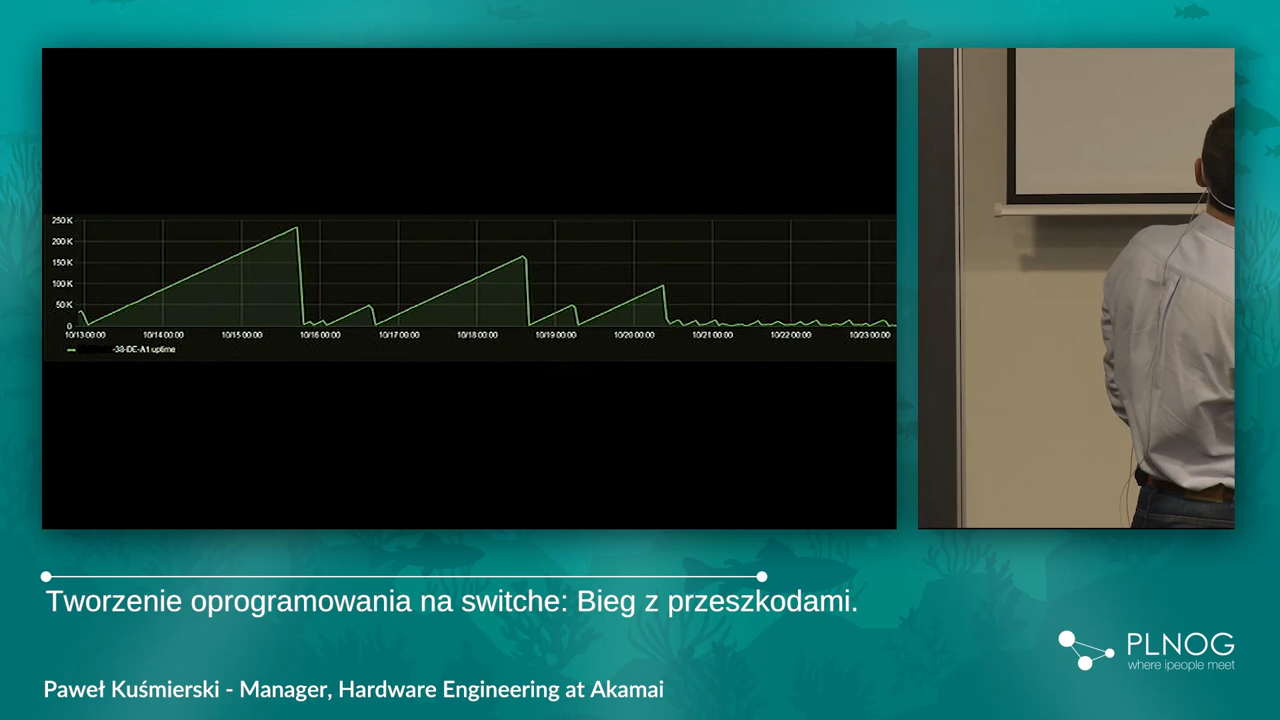 250 K
200 K
150 K
100 K
50 K
0
10/13 00:00 10/14 00:00 10/15 00:00 10/16 00:00 10/17 00:00 10/18 00:00 10/19 00:00 10/20 00:00 10/21 00:00 10/22 00:00 10/23 00:00
-33-DE-A1 uptime
Tworzenie oprogramowania na switche: Bieg z przeszkodami.
PLNOG
where ipeople meet
Paweł Kuśmierski - Manager, Hardware Engineering at Akamai